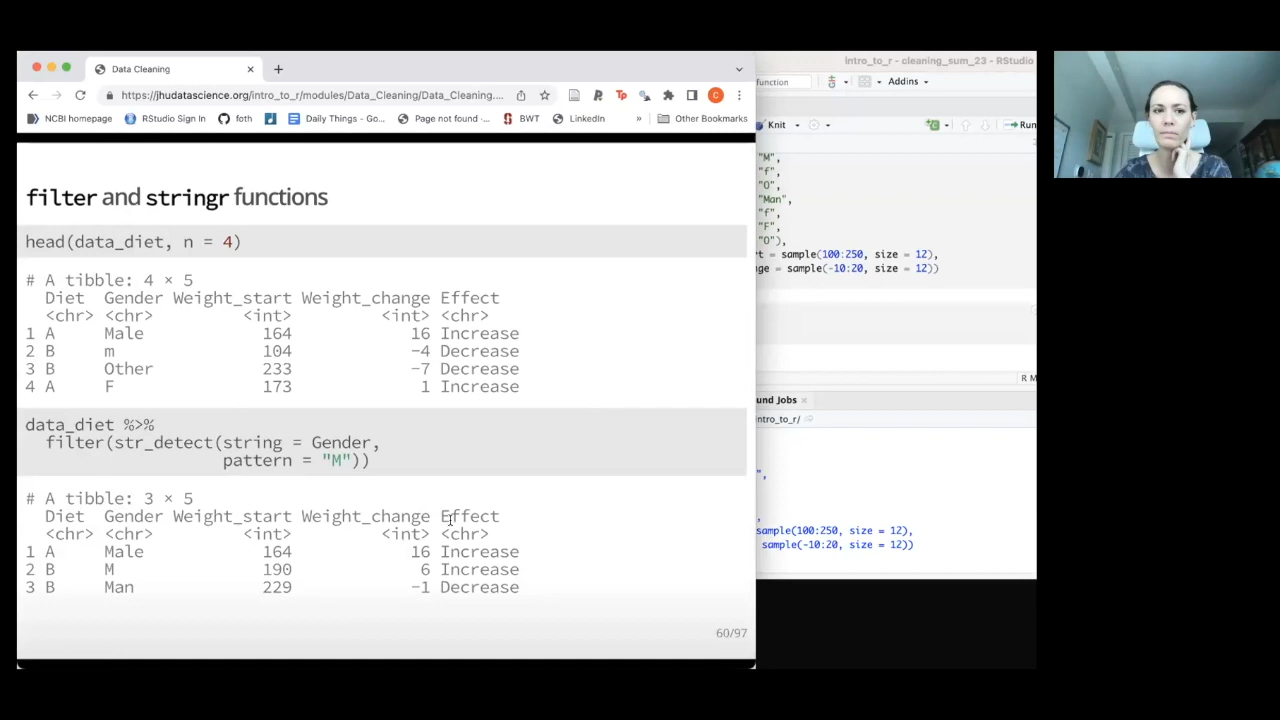 Data Cleaning
https://jhudatascience.org/intro_to_r/modules/Data_Cleaning/Data_Cleaning....
NCBI homepage RStudio Sign In foth Daily Things - Go... Page not found -... BWT LinkedIn » Other Bookmarks
filter and stringr functions
head(data_diet, n = 4)
# A tibble: 4 × 5
Diet Gender Weight_start Weight_change Effect
<chr> <chr> <int> <int> <chr>
1 A Male 164 16 Increase
2 B m 104 -4 Decrease
3 B Other 233 -7 Decrease
4 A F 173 1 Increase
data_diet %>%
filter(str_detect(string = Gender,
pattern = "M"))
# A tibble: 3 × 5
Diet Gender Weight_start Weight_change Effect
<chr> <chr> <int> <int> <chr>
1 A Male 164 16 Increase
2 B M 190 6 Increase
3 B Man 229 -1 Decrease
60/97
intro_to_r - cleaning_sum_23 - RStudio
function Addins
Knit Run
"M",
"f",
"O",
"Man",
"f",
"F",
"O"),
rt = sample(100:250, size = 12),
ge = sample(-10:20, size = 12))
R M
und Jobs ×
intro_to_r/
",
sample(100:250, size = 12),
sample(-10:20, size = 12))